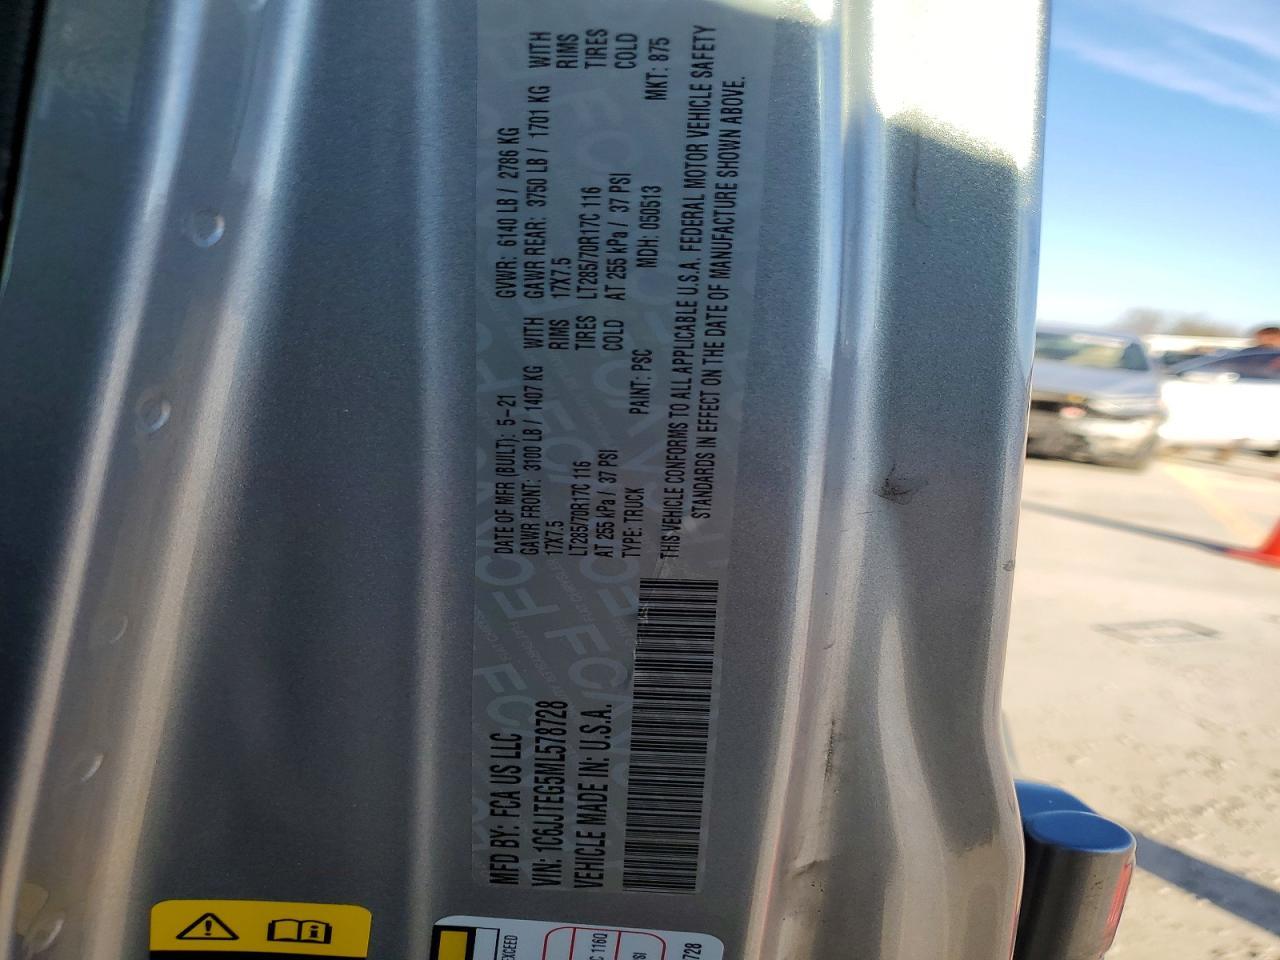 MFD BY: FCA US LLC
DATE OF MFR (BUILT): 5-21
GVWR: 6140 LB / 2786 KG
VIN: 1C6JJTEG5ML578728
GAWR FRONT: 3100 LB / 1407 KG WITH
GAWR REAR: 3750 LB / 1701 KG WITH
17X7.5 RIMS
17X7.5 RIMS
VEHICLE MADE IN: U.S.A.
LT285/70R17C 116 TIRES
LT285/70R17C 116 TIRES
AT 255 kPa / 37 PSI COLD
AT 255 kPa / 37 PSI COLD
TYPE: TRUCK PAINT: PSC MDH: 050513 MKT: 875
THIS VEHICLE CONFORMS TO ALL APPLICABLE U.S.A. FEDERAL MOTOR VEHICLE SAFETY
STANDARDS IN EFFECT ON THE DATE OF MANUFACTURE SHOWN ABOVE.
EXCEED
C 116Q
SI
728